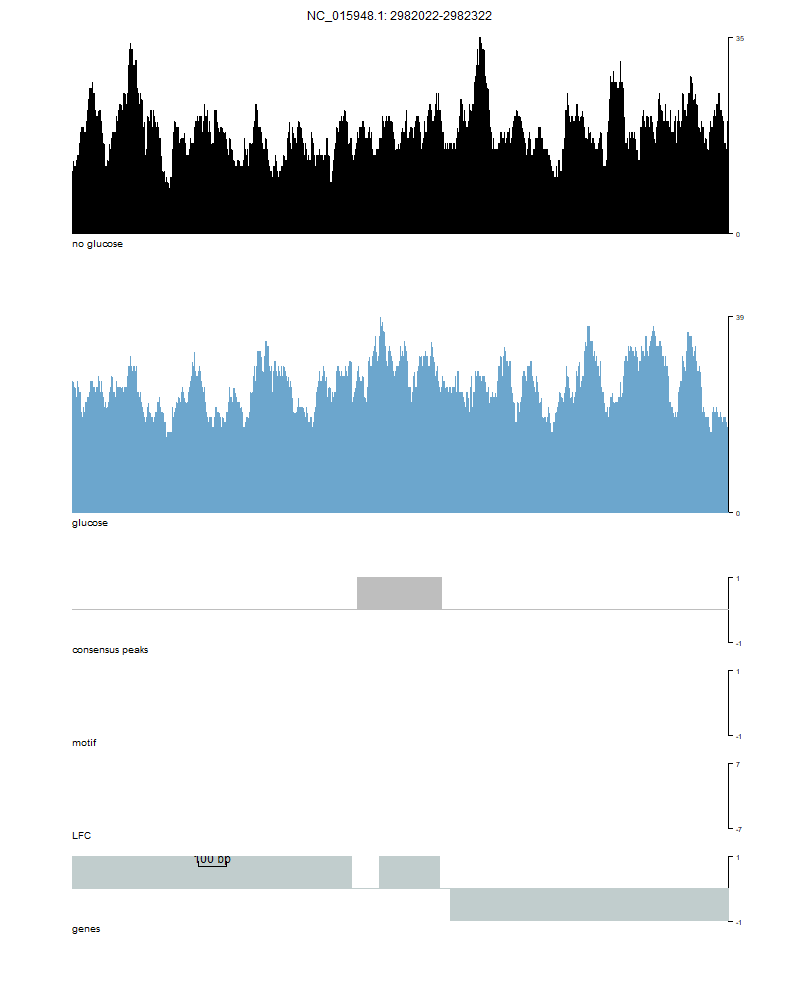 NC_015948.1: 2982022-2982322
35
0
no glucose
39
0
glucose
1
-1
consensus peaks
1
-1
motif
7
-7
LFC
100 bp
1
-1
genes